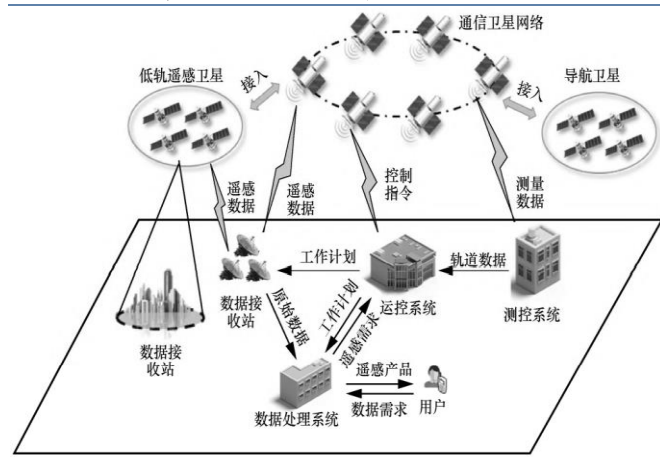 通信卫星网络
低轨遥感卫星
接入
接入
导航卫星
遥感
数据
遥感
数据
控制
指令
测量
数据
工作计划
轨道数据
数据接
收站
数据接
收站
原始数据
工作计划
遥感需求
运控系统
测控系统
遥感产品
数据需求
数据处理系统
用户